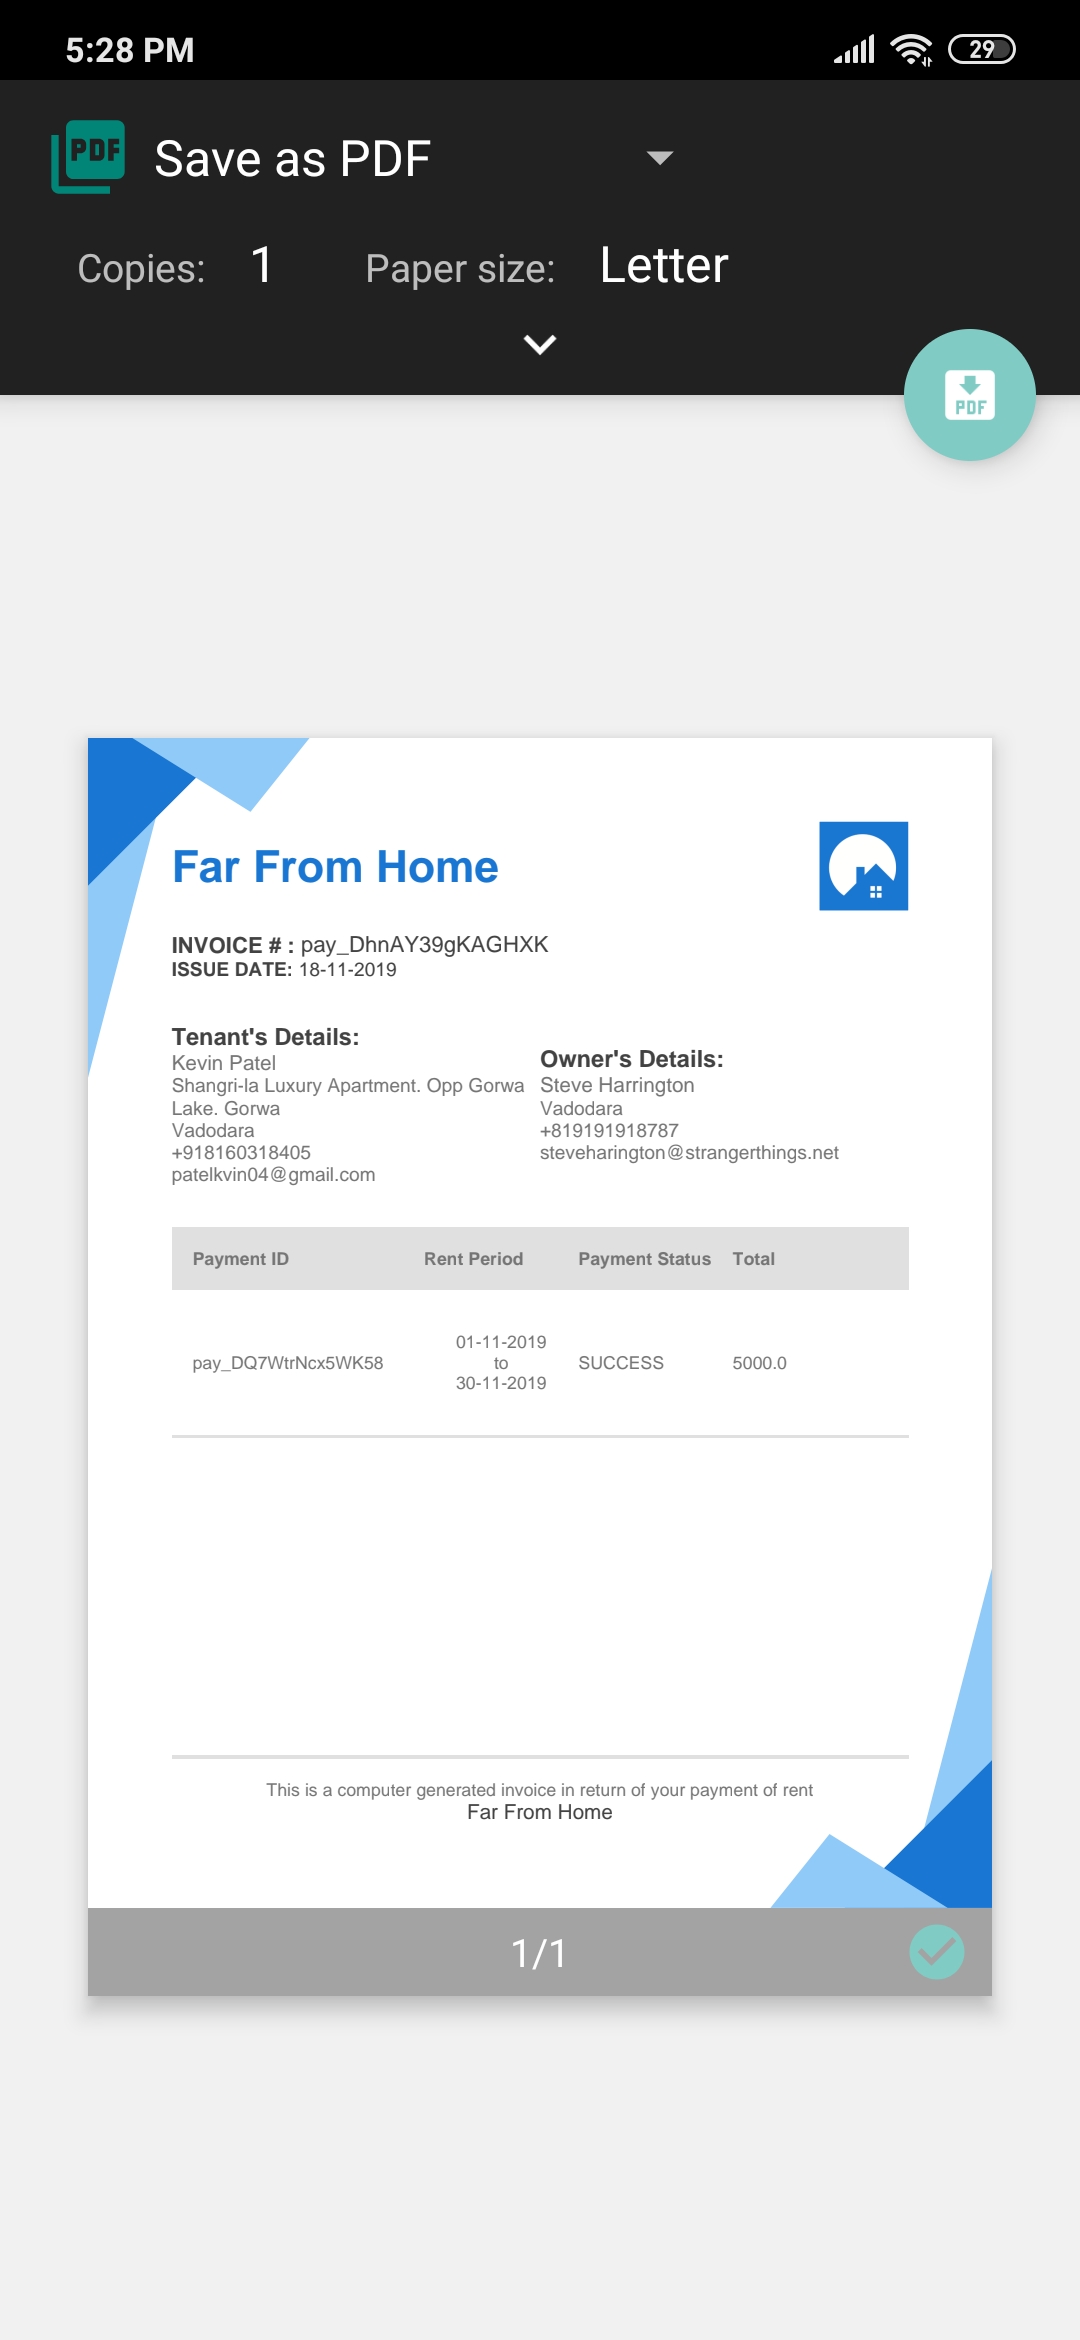 5:28 PM
29
PDF
Save as PDF
Copies: 1 Paper size: Letter
PDF
Far From Home
INVOICE # : pay_DhnAY39gKAGHXK
ISSUE DATE: 18-11-2019
Tenant's Details:
Kevin Patel
Shangri-la Luxury Apartment. Opp Gorwa
Lake. Gorwa
Vadodara
+918160318405
patelkvin04@gmail.com
Owner's Details:
Steve Harrington
Vadodara
+819191918787
steveharington@strangerthings.net
Payment ID Rent Period Payment Status Total
pay_DQ7WtrNcx5WK58
01-11-2019
to
30-11-2019
SUCCESS
5000.0
This is a computer generated invoice in return of your payment of rent
Far From Home
1/1